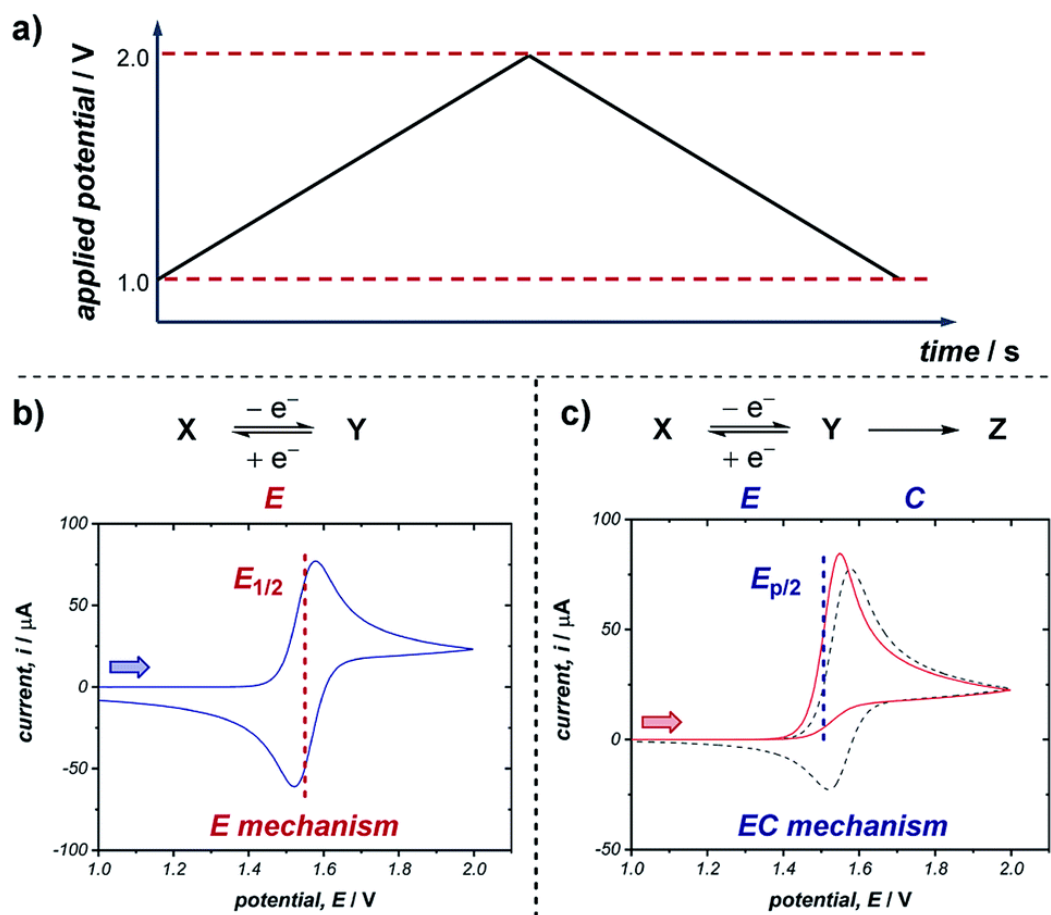 a)
applied potential / V
2.0
1.0
time / s
b)
X − e⁻ Y
+ e⁻
E
100
50
0
-50
-100
current, i / μA
E1/2
E mechanism
1.0 1.2 1.4 1.6 1.8 2.0
potential, E / V
c)
X − e⁻ Y Z
+ e⁻
E C
100
50
0
-50
current, i / μA
Ep/2
EC mechanism
1.0 1.2 1.4 1.6 1.8 2.0
potential, E / V